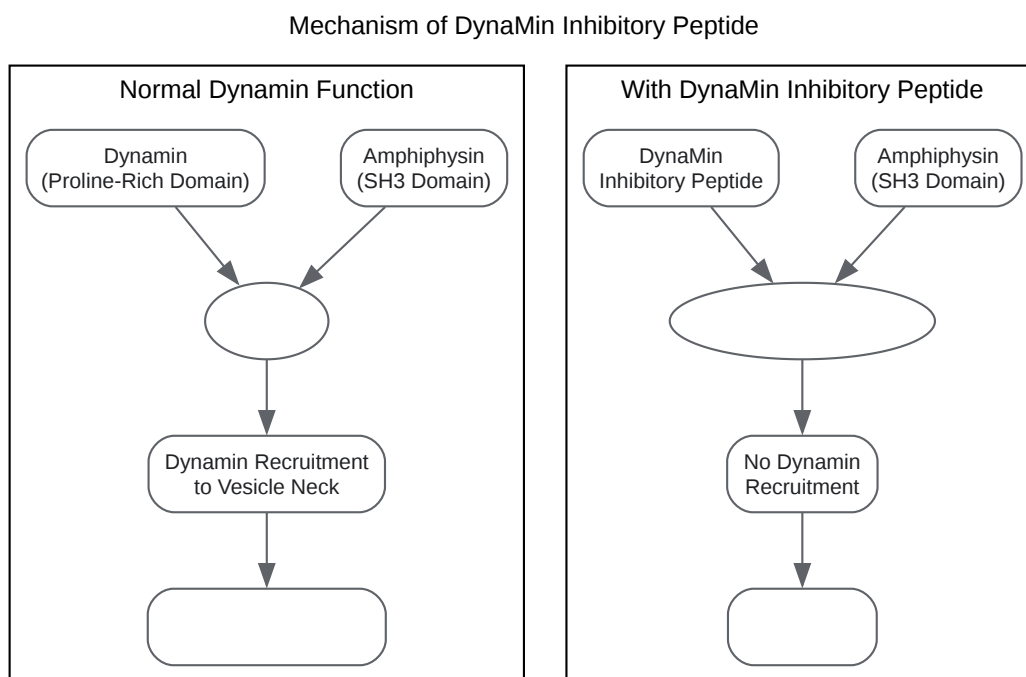 Mechanism of DynaMin Inhibitory Peptide
Normal Dynamin Function
Dynamin
(Proline-Rich Domain)
Amphiphysin
(SH3 Domain)
Dynamin Recruitment
to Vesicle Neck
With DynaMin Inhibitory Peptide
DynaMin
Inhibitory Peptide
Amphiphysin
(SH3 Domain)
No Dynamin
Recruitment